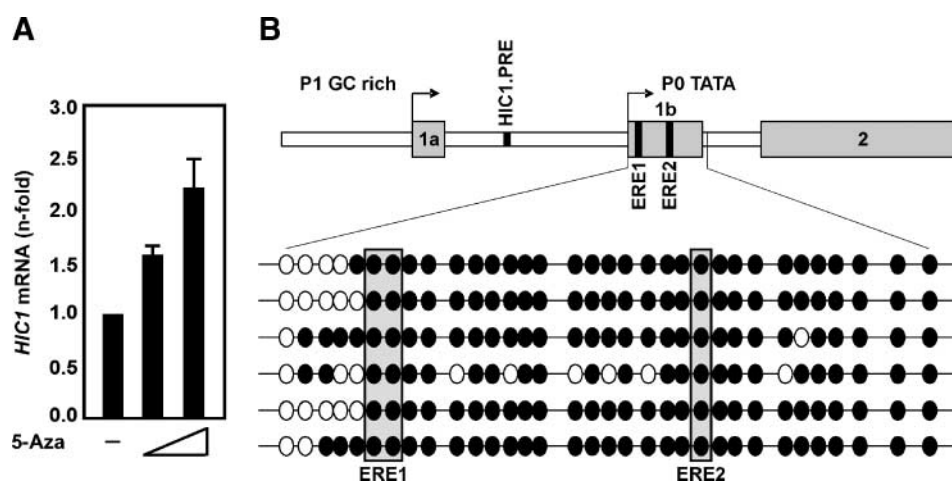 A
HIC1 mRNA (n-fold)
3.0
2.5
2.0
1.5
1.0
0.5
0.0
5-Aza
–
B
P1 GC rich
HIC1.PRE
P0 TATA
1a
1b
2
ERE1
ERE2
ERE1
ERE2